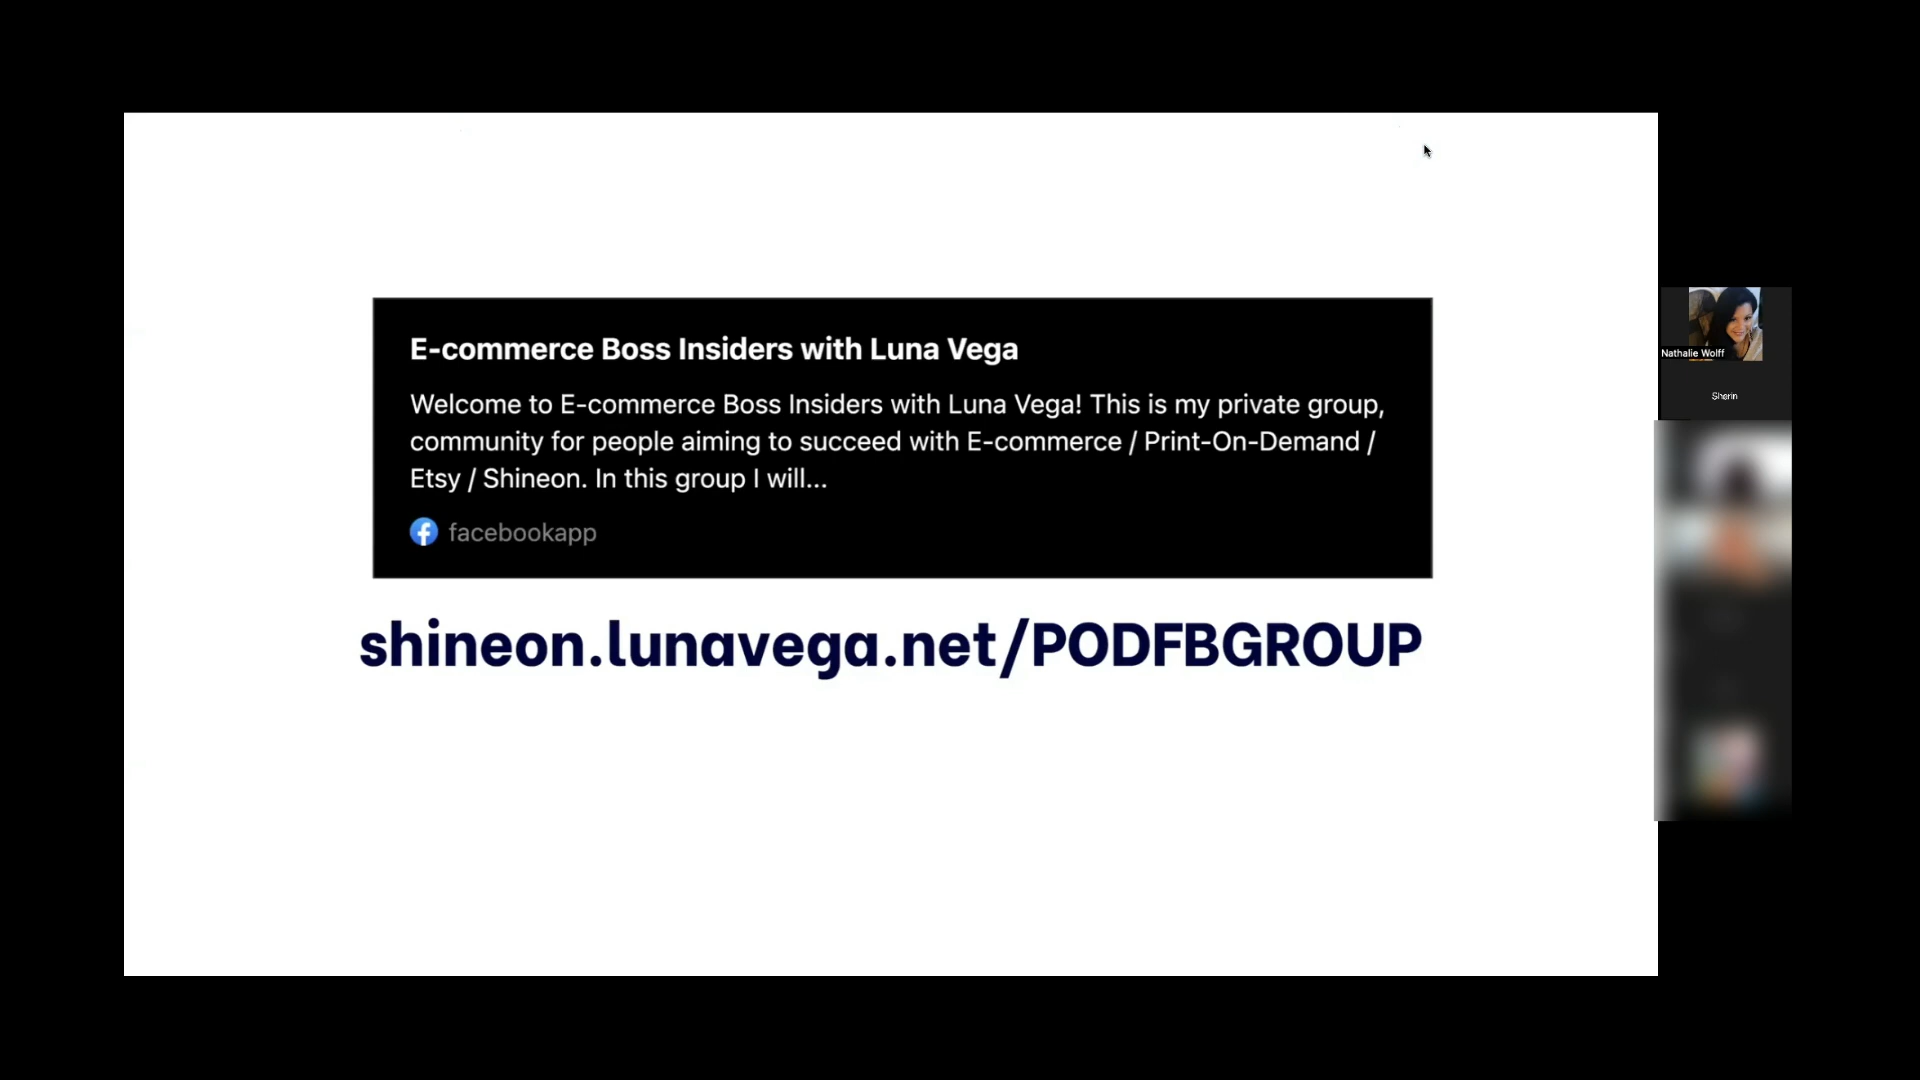 E-commerce Boss Insiders with Luna Vega
Welcome to E-commerce Boss Insiders with Luna Vega! This is my private group,
community for people aiming to succeed with E-commerce / Print-On-Demand /
Etsy / Shineon. In this group I will...
facebookapp
shineon.lunavega.net/PODFBGROUP
Nathalie Wolff
Sherin